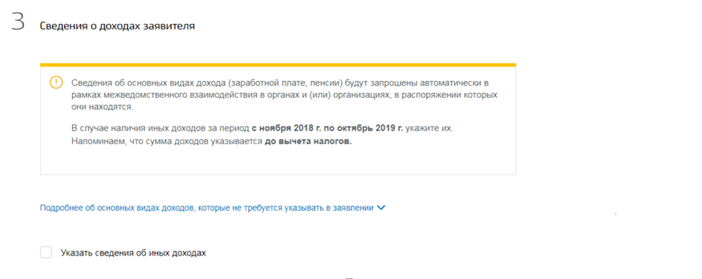 3 Сведения о доходах заявителя
Сведения об основных видах дохода (заработной плате, пенсии) будут запрошены автоматически в
рамках межведомственного взаимодействия в органах и (или) организациях, в распоряжении которых
они находятся.
В случае наличия иных доходов за период с ноября 2018 г. по октябрь 2019 г. укажите их.
Напоминаем, что сумма доходов указывается до вычета налогов.
Подробнее об основных видах доходов, которые не требуется указывать в заявлении
Указать сведения об иных доходах